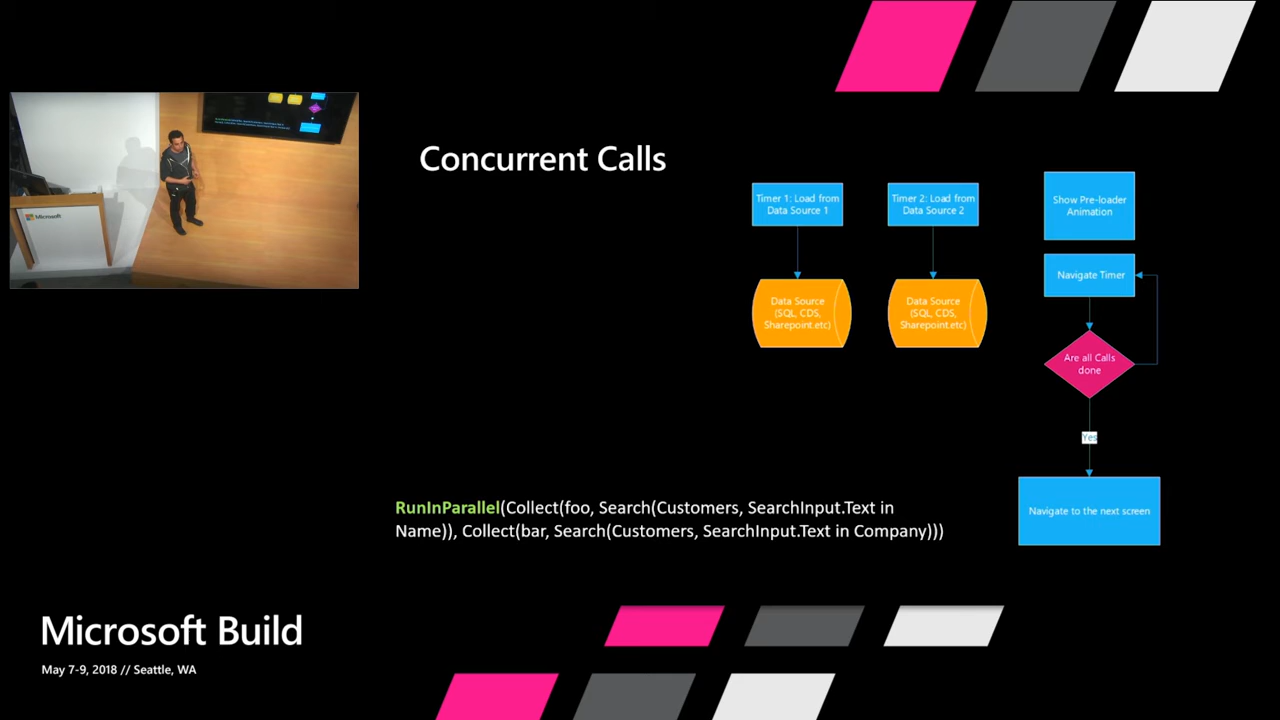 Microsoft
Concurrent Calls
Timer 1: Load from
Data Source 1
Timer 2: Load from
Data Source 2
Show Pre-loader
Animation
Navigate Timer
Data Source
(SQL, CDS,
Sharepoint.etc)
Data Source
(SQL, CDS,
Sharepoint.etc)
Are all Calls
done
Yes
Navigate to the next screen
RunInParallel(Collect(foo, Search(Customers, SearchInput.Text in
Name)), Collect(bar, Search(Customers, SearchInput.Text in Company)))
Microsoft Build
May 7-9, 2018 // Seattle, WA